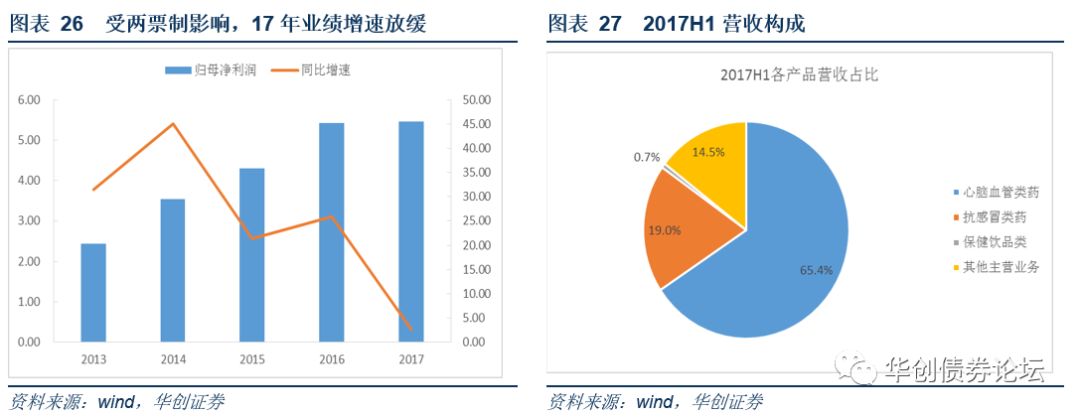 图表 26 受两票制影响，17 年业绩增速放缓
归母净利润 同比增速
6.00
5.00
4.00
3.00
2.00
1.00
0.00
50.00
45.00
40.00
35.00
30.00
25.00
20.00
15.00
10.00
5.00
0.00
2013 2014 2015 2016 2017
资料来源：wind，华创证券
图表 27 2017H1 营收构成
2017H1各产品营收占比
14.5%
0.7%
19.0%
65.4%
心脑血管类药
抗感冒类药
保健饮品类
其他主营业务
华创债券论坛
资料来源：wind，华创证券